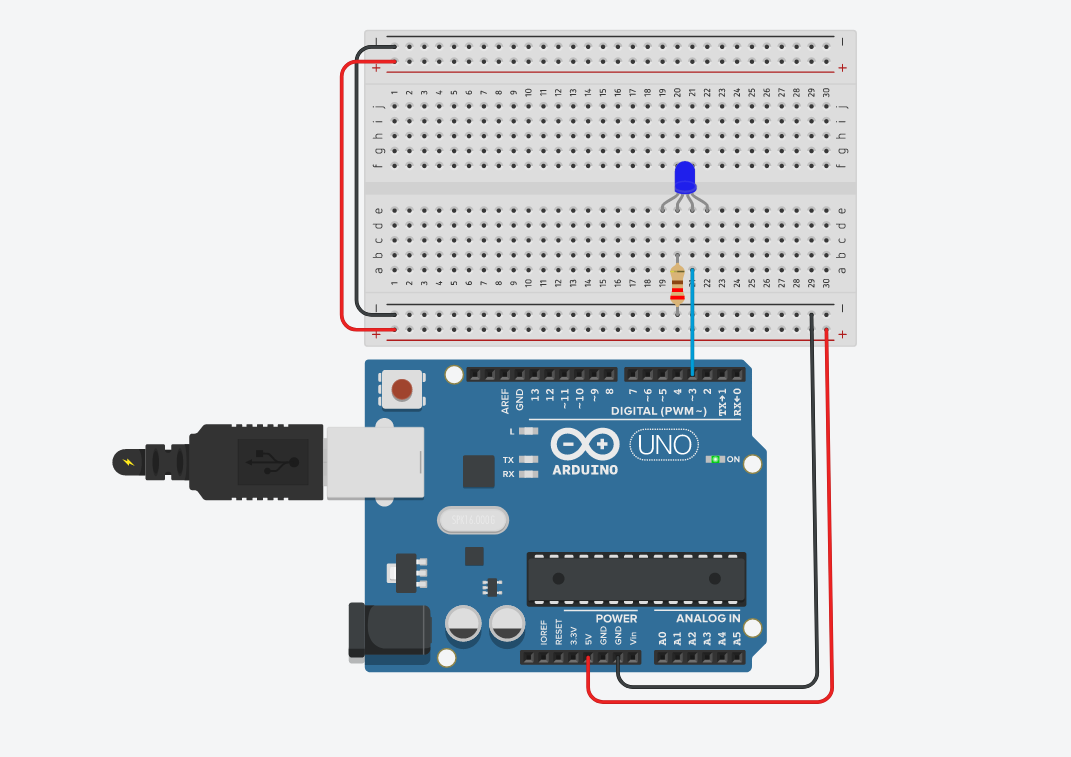 − −
+ +
1 2 3 4 5 6 7 8 9 10 11 12 13 14 15 16 17 18 19 20 21 22 23 24 25 26 27 28 29 30
j j
i i
h h
g g
f f
e e
d d
c c
b b
a a
1 2 3 4 5 6 7 8 9 10 11 12 13 14 15 16 17 18 19 20 21 22 23 24 25 26 27 28 29 30
− −
+ +
AREF GND 13 12 ~11 ~10 ~9 8 7 ~6 ~5 4 ~3 2 TX→1 RX←0
DIGITAL (PWM~)
L
TX
RX
ARDUINO
UNO
ON
POWER
ANALOG IN
IOREF RESET 3.3V 5V GND GND Vin A0 A1 A2 A3 A4 A5